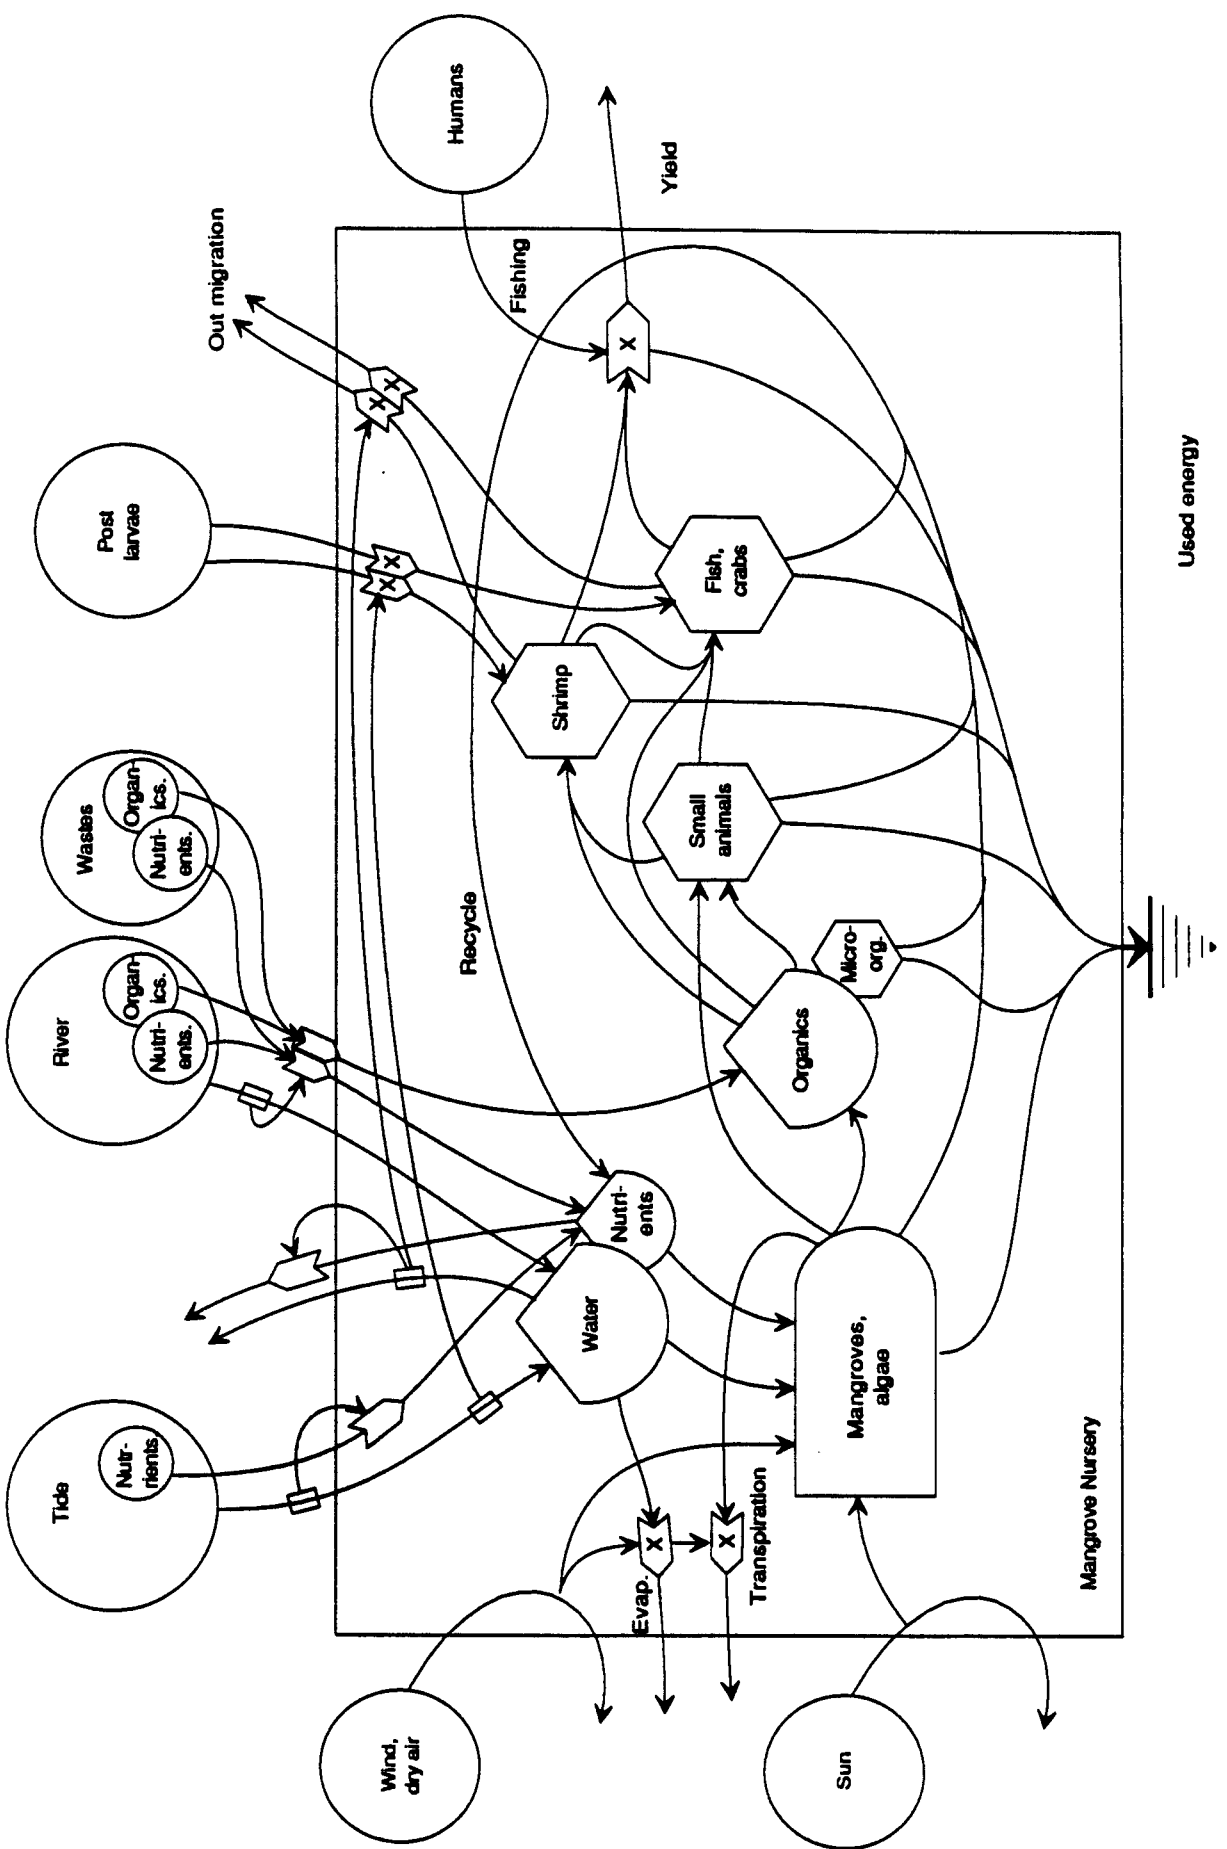 Tide
Nutr-
rients.
River
Nutri-
ents.
Organ-
ics.
Wastes
Nutri-
ents.
Organ-
ics.
Post
larvae
Out migration
Humans
Wind,
dry air
Sun
Recycle
Fishing
Yield
X
X
X
X
X
Water
Nutri-
ents
Shrimp
Fish,
crabs
Small
animals
Organics
Micro-
org.
Evap.
X
X
Transpiration
Mangroves,
algae
Mangrove Nursery
Used energy